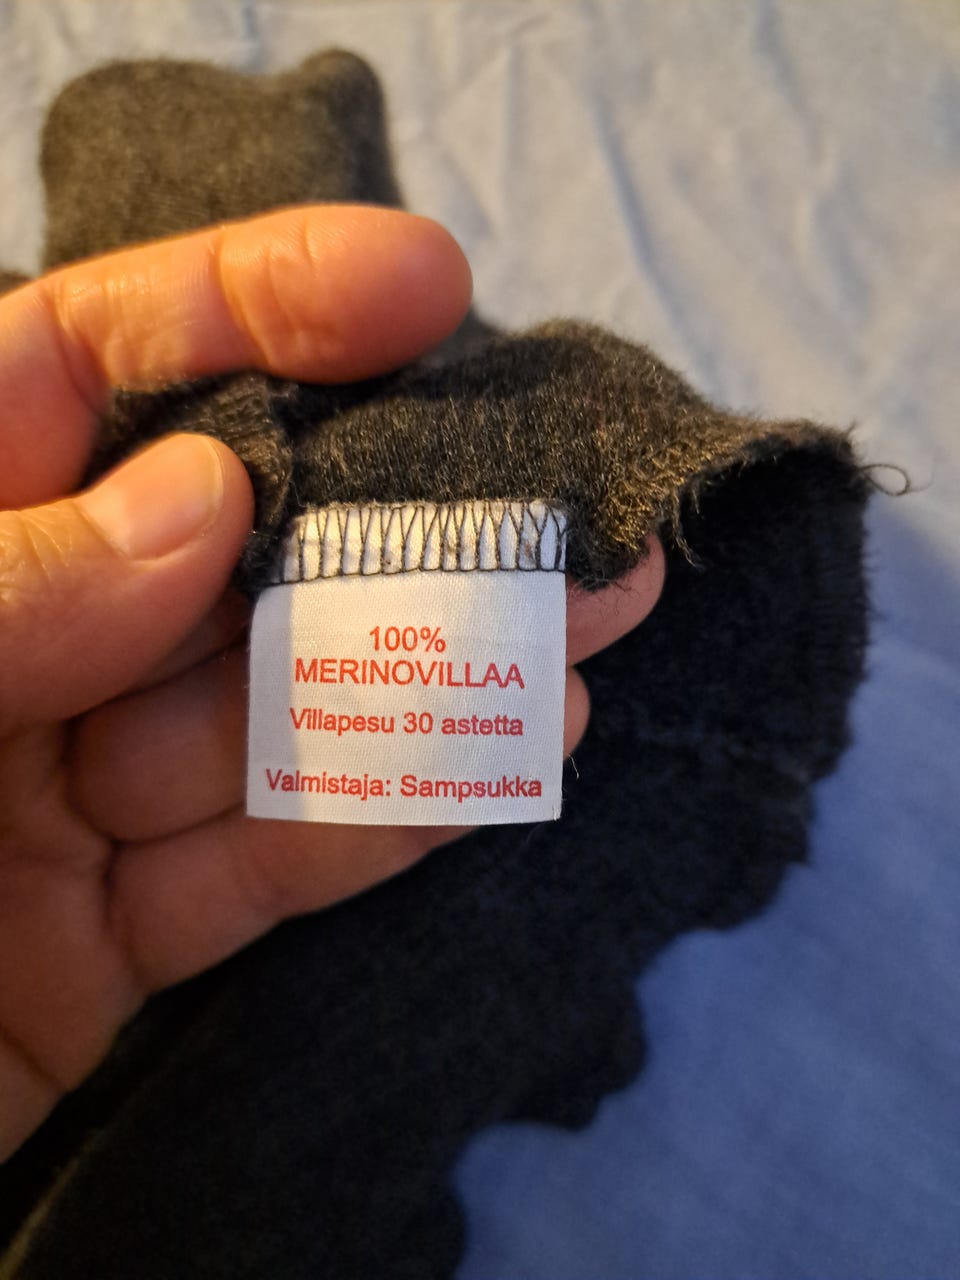 100%
MERINOVILLAA
Villapesu 30 astetta
Valmistaja: Sampsukka